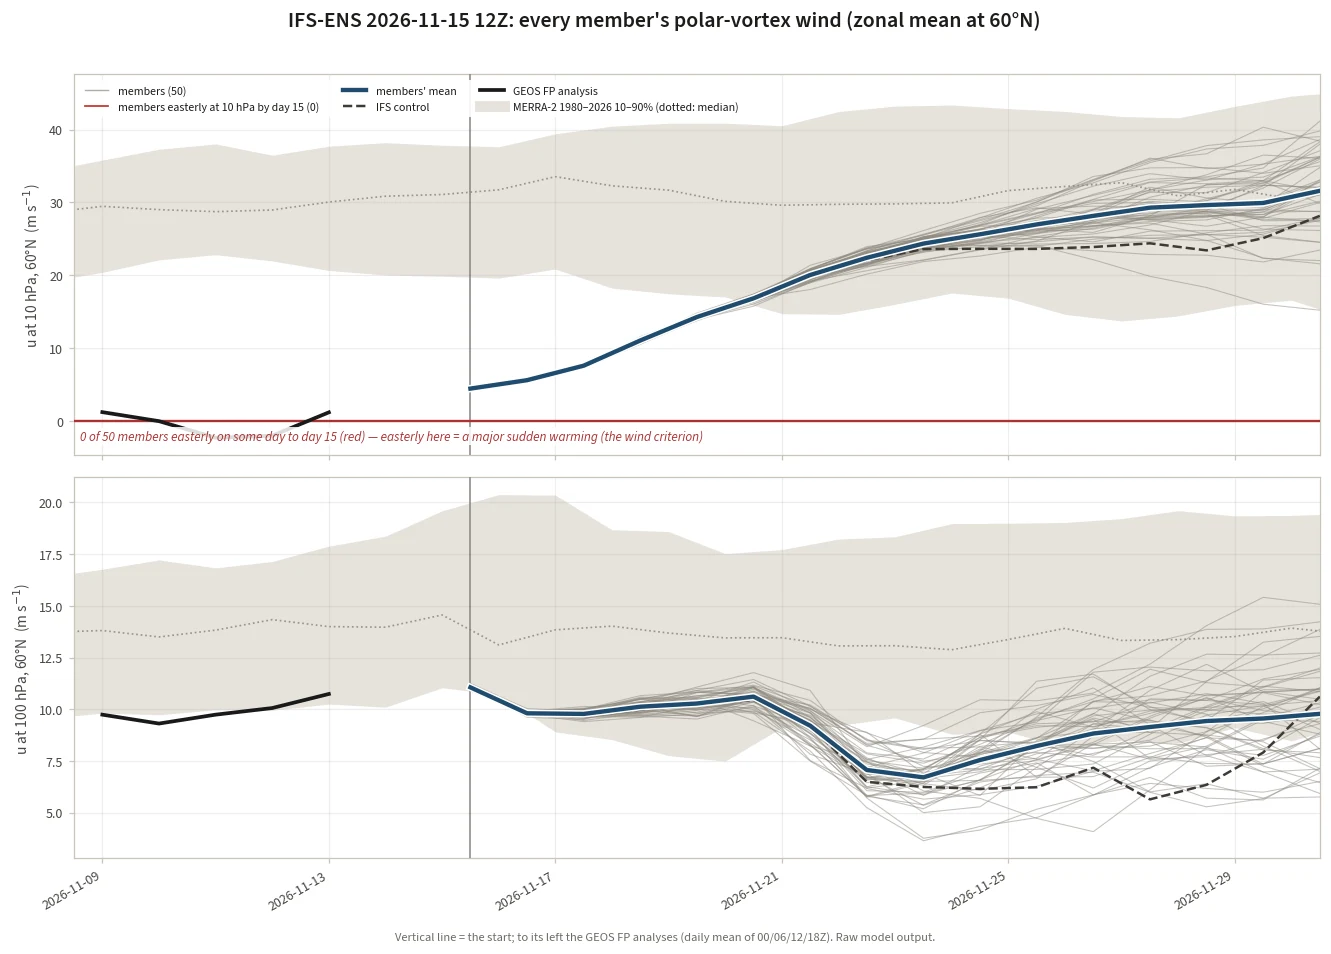 IFS-ENS 2026-11-15 12Z: every member's polar-vortex wind (zonal mean at 60°N)
members (50)
members easterly at 10 hPa by day 15 (0)
members' mean
IFS control
GEOS FP analysis
MERRA-2 1980–2026 10–90% (dotted: median)
u at 10 hPa, 60°N (m s⁻¹)
40
30
20
10
0
0 of 50 members easterly on some day to day 15 (red) — easterly here = a major sudden warming (the wind criterion)
u at 100 hPa, 60°N (m s⁻¹)
20.0
17.5
15.0
12.5
10.0
7.5
5.0
2026-11-09
2026-11-13
2026-11-17
2026-11-21
2026-11-25
2026-11-29
Vertical line = the start; to its left the GEOS FP analyses (daily mean of 00/06/12/18Z). Raw model output.